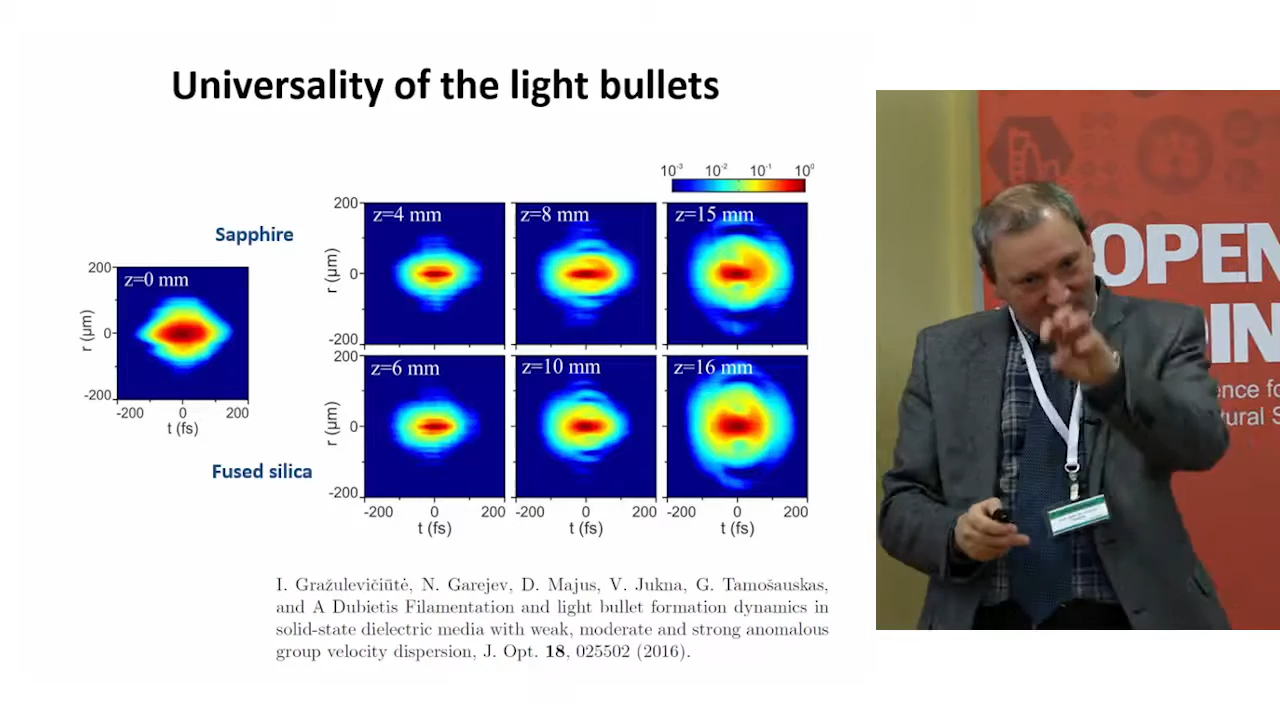 Universality of the light bullets
10⁻³ 10⁻² 10⁻¹ 10⁰
Sapphire
200
z=4 mm
z=8 mm
z=15 mm
r (μm)
0
-200
200
z=0 mm
r (μm)
0
-200
-200 0 200
t (fs)
200
z=6 mm
z=10 mm
z=16 mm
r (μm)
0
-200
Fused silica
-200 0 200 -200 0 200 -200 0 200
t (fs) t (fs) t (fs)
I. Gražulevičiūtė, N. Garejev, D. Majus, V. Jukna, G. Tamošauskas,
and A Dubietis Filamentation and light bullet formation dynamics in
solid-state dielectric media with weak, moderate and strong anomalous
group velocity dispersion, J. Opt. 18, 025502 (2016).
OPEN
DIN
ence fo
ural S